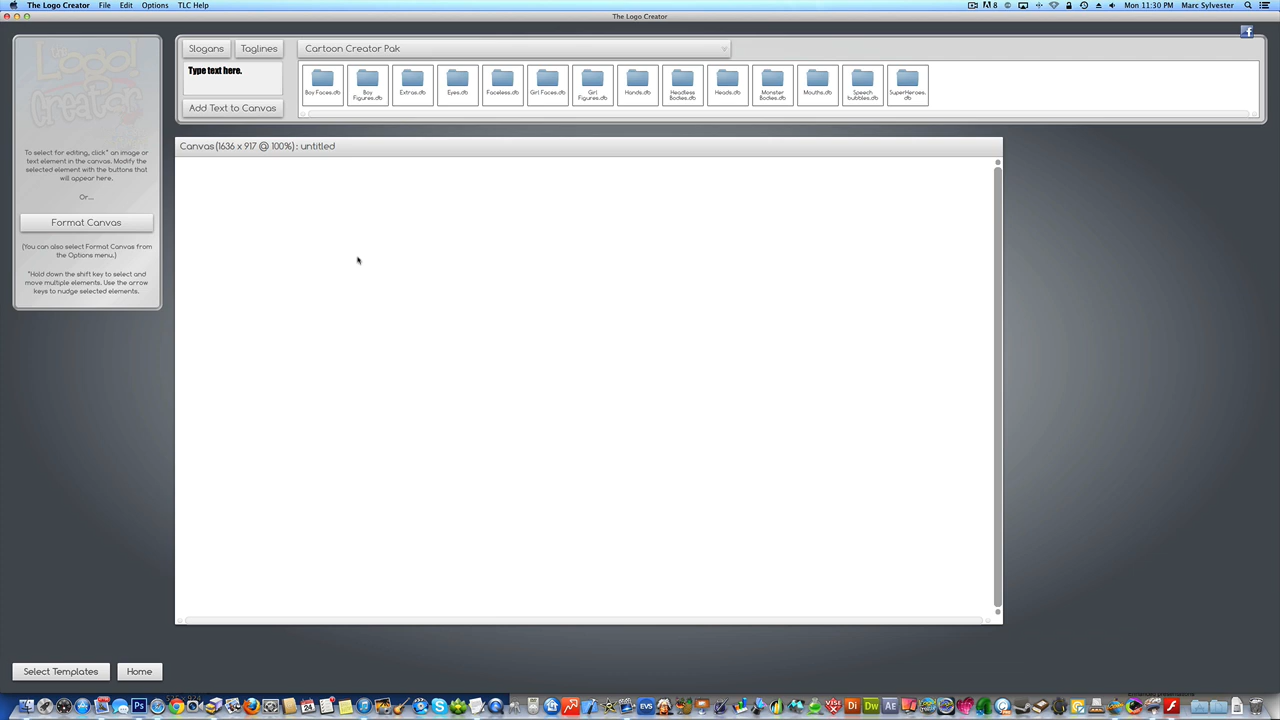 The Logo Creator File Edit Options TLC Help
8 Mon 11:30 PM Marc Sylvester
The Logo Creator
Slogans Taglines Cartoon Creator Pak
Type text here.
Add Text to Canvas
Boy Faces.db
Boy
Figures.db
Extras.db
Eyes.db
Faceless.db
Girl Faces.db
Girl
Figures.db
Hands.db
Headless
Bodies.db
Heads.db
Monster
Bodies.db
Mouths.db
Speech
bubbles.db
SuperHeroes.
db
Canvas (1636 x 917 @ 100%) : untitled
The
Logo!
Creator
To select for editing, click* an image or
text element in the canvas. Modify the
selected element with the buttons that
will appear here.
Or...
Format Canvas
(You can also select Format Canvas from
the Options menu.)
*Hold down the shift key to select and
move multiple elements. Use the arrow
keys to nudge selected elements.
Select Templates Home